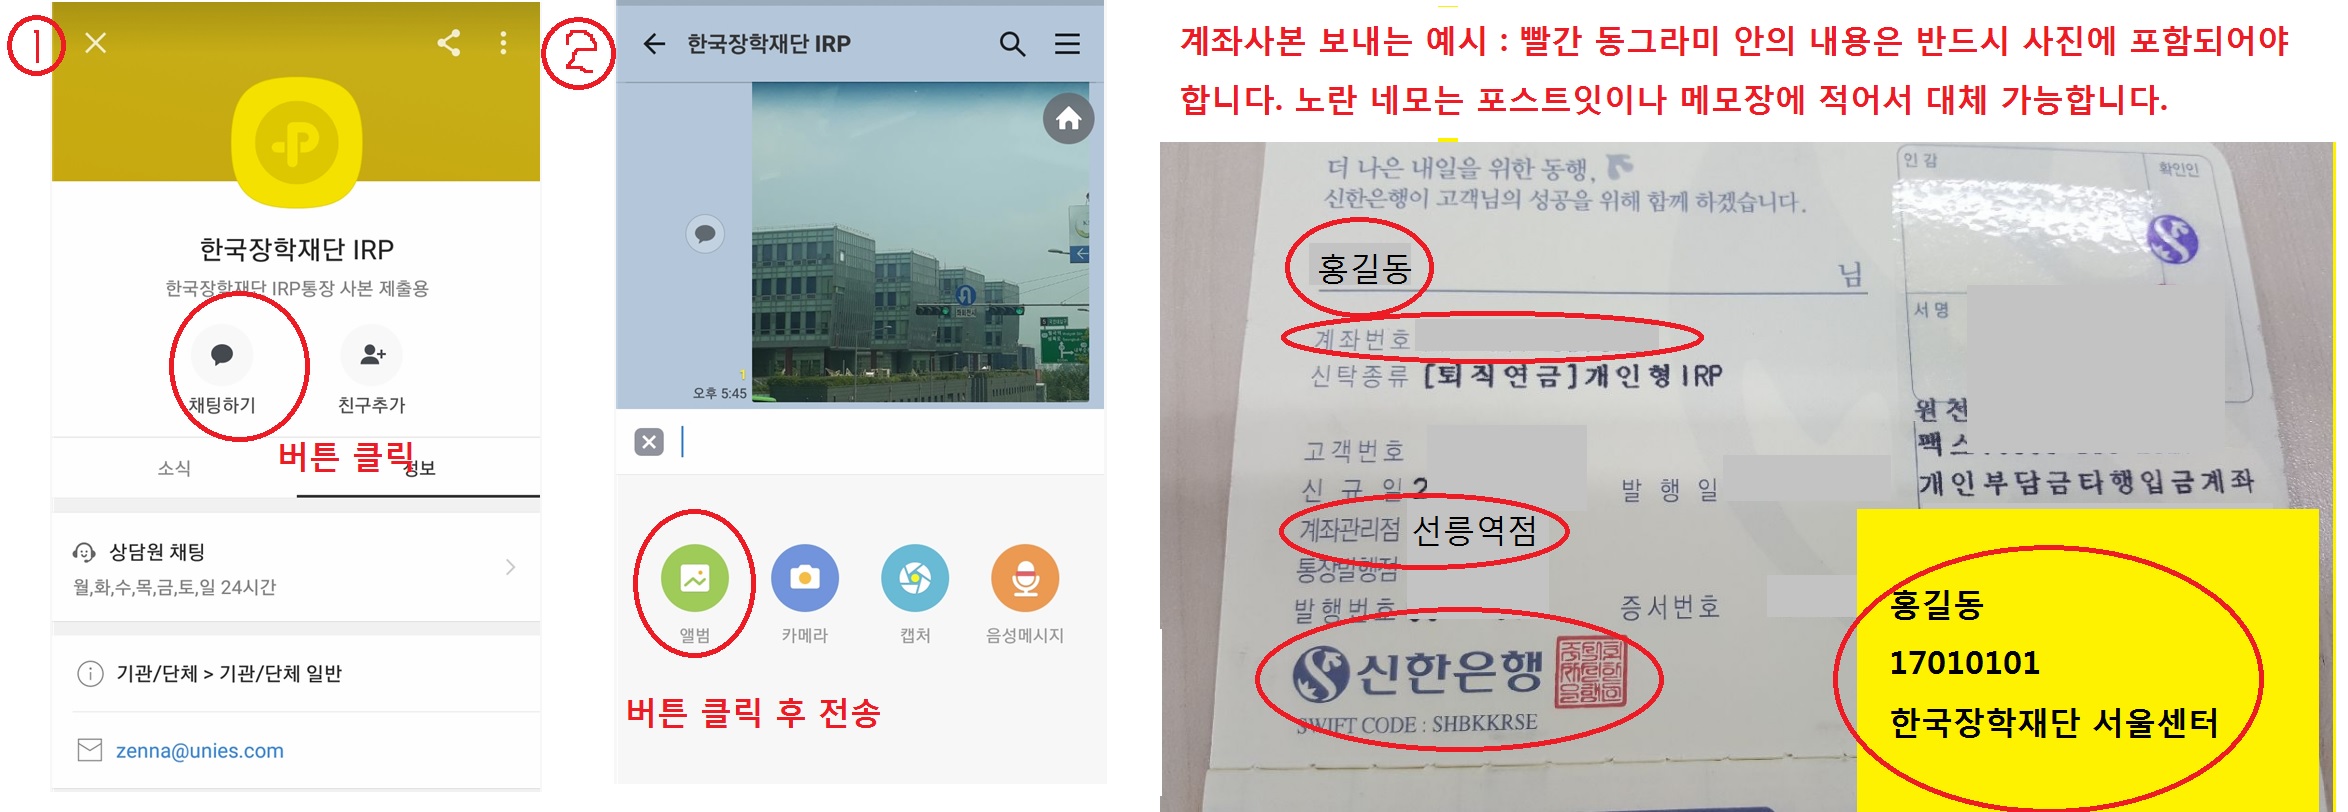 1
한국장학재단 IRP
한국장학재단 IRP통장 사본 제출용
채팅하기
친구추가
버튼 클릭
소식
정보
상담원 채팅
월,화,수,목,금,토,일 24시간
기관/단체 > 기관/단체 일반
zenna@unies.com
2
한국장학재단 IRP
1
오후 5:45
앨범
카메라
캡처
음성메시지
버튼 클릭 후 전송
계좌사본 보내는 예시 : 빨간 동그라미 안의 내용은 반드시 사진에 포함되어야
합니다. 노란 네모는 포스트잇이나 메모장에 적어서 대체 가능합니다.
더 나은 내일을 위한 동행,
신한은행이 고객님의 성공을 위해 함께 하겠습니다.
홍길동
님
계좌번호
신탁종류 [퇴직연금]개인형IRP
고객번호
신 규 일 2
발 행 일
계좌관리점 선릉역점
통장발행점
발행번호
증서번호
신한은행
SWIFT CODE : SHBKKRSE
인 감
확인인
서 명
원 천
팩 스
개인부담금타행입금계좌
홍길동
17010101
한국장학재단 서울센터